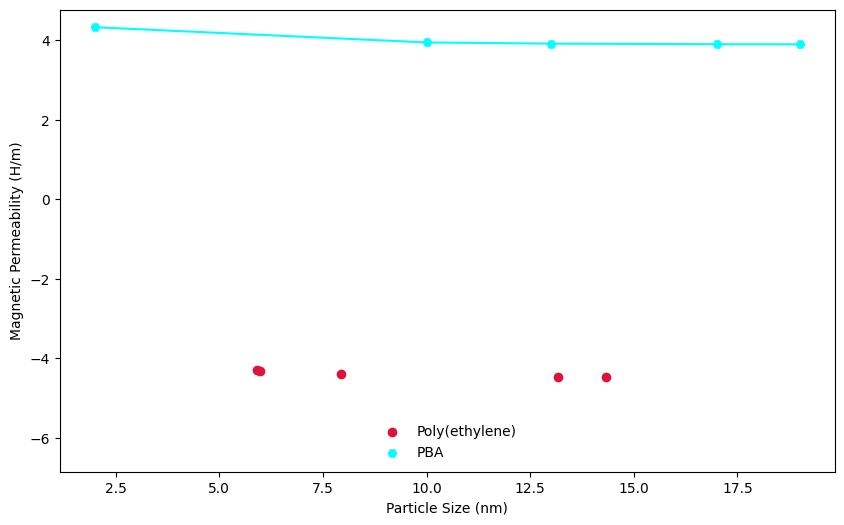 4
2
0
−2
−4
−6
Magnetic Permeability (H/m)
Poly(ethylene)
PBA
2.5 5.0 7.5 10.0 12.5 15.0 17.5
Particle Size (nm)